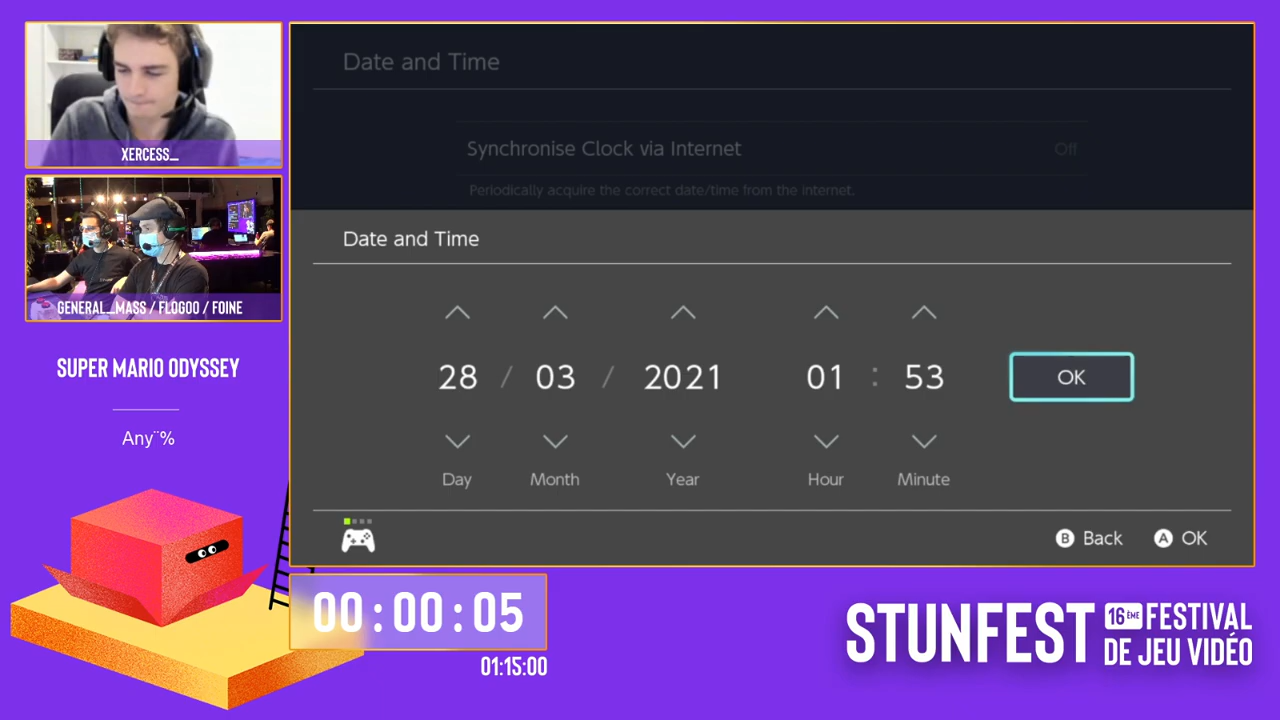 XERCESS_
GENERAL_MASS / FLOGOO / FOINE
SUPER MARIO ODYSSEY
Any¨%
Date and Time
Synchronise Clock via Internet Off
Periodically acquire the correct date/time from the internet.
Date and Time
28 / 03 / 2021 01 : 53 OK
Day Month Year Hour Minute
B Back A OK
00:00:05
01:15:00
STUNFEST 16ÈME FESTIVAL
DE JEU VIDÉO